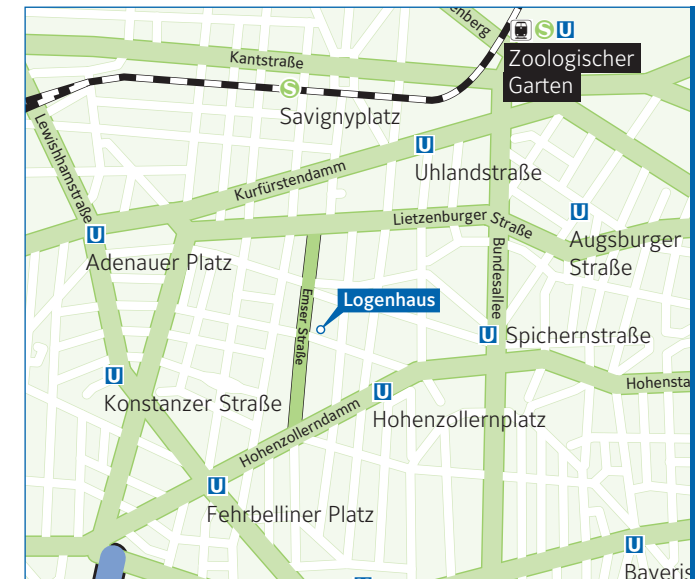 enberg
S U
Zoologischer
Garten
Kantstraße
S
Savignyplatz
Lewishhamstraße
U
Uhlandstraße
Kurfürstendamm
Lietzenburger Straße
U
Augsburger
Straße
U
Adenauer Platz
Bundesallee
Emser Straße
Logenhaus
U Spichernstraße
U
Konstanzer Straße
U
Hohenzollernplatz
Hohensta
Hohenzollerndamm
U
Fehrbelliner Platz
U
Bayeris